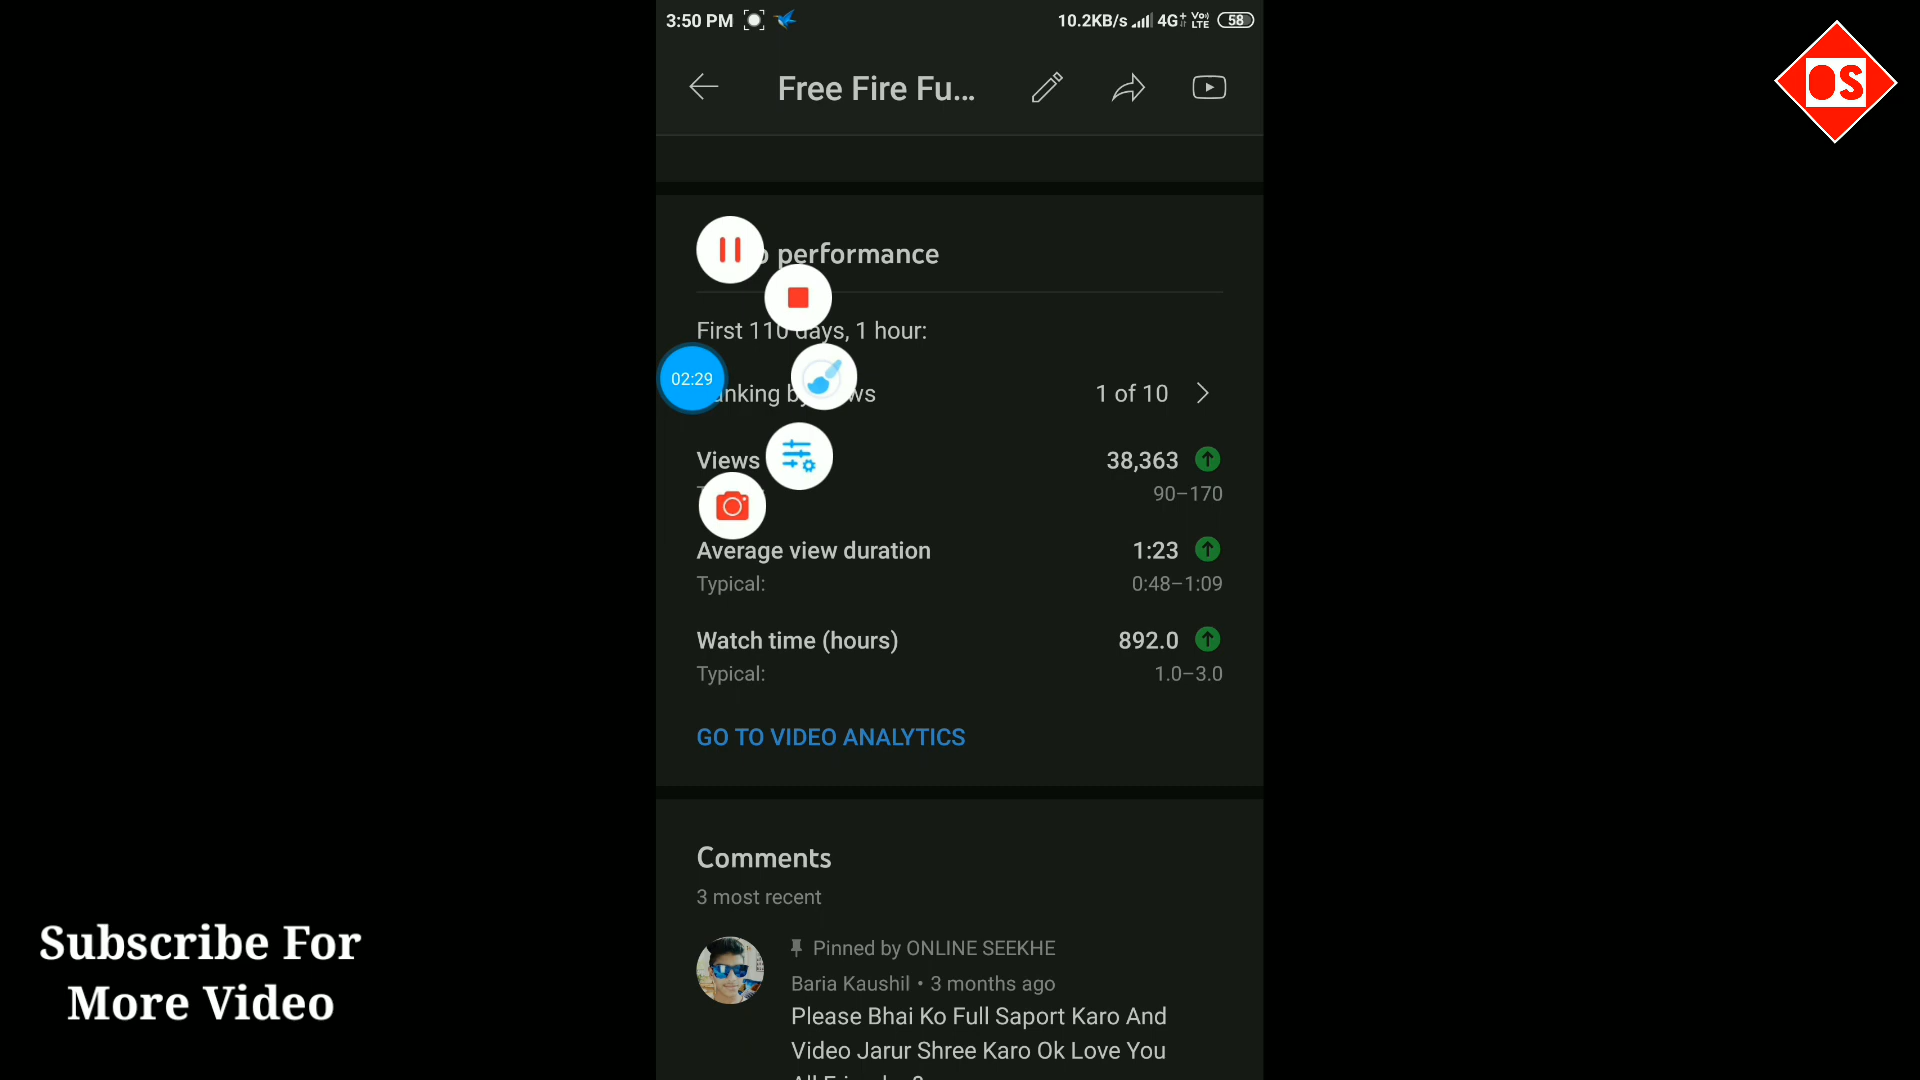 3:50 PM 10.2KB/s 4G+ Vo) LTE 58
OS
Free Fire Fu...
performance
First 110 days, 1 hour:
1 of 10
02:29
Views 38,363
90–170
Average view duration 1:23
Typical: 0:48–1:09
Watch time (hours) 892.0
Typical: 1.0–3.0
GO TO VIDEO ANALYTICS
Comments
3 most recent
Pinned by ONLINE SEEKHE
Baria Kaushil • 3 months ago
Please Bhai Ko Full Saport Karo And
Video Jarur Shree Karo Ok Love You
Subscribe For
More Video